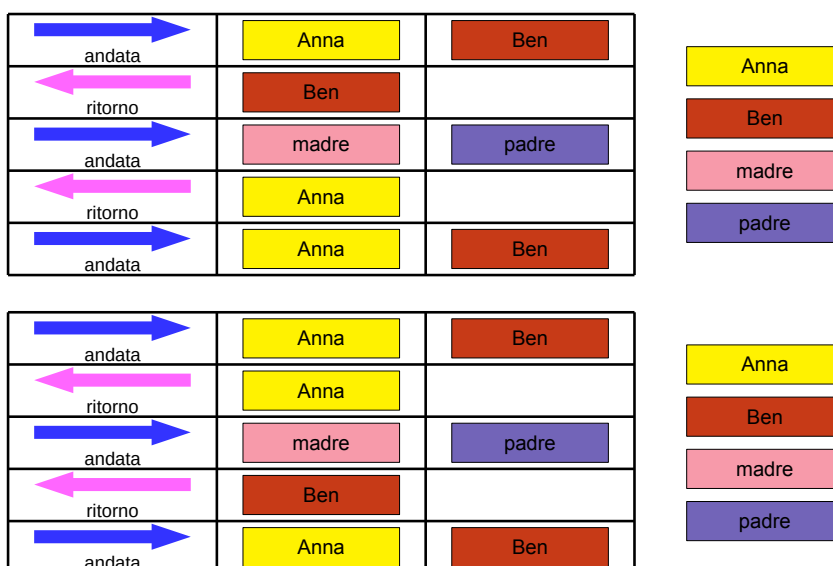 andata Anna Ben
ritorno Ben
andata madre padre
ritorno Anna
andata Anna Ben
Anna
Ben
madre
padre
andata Anna Ben
ritorno Anna
andata madre padre
ritorno Ben
andata Anna Ben
Anna
Ben
madre
padre